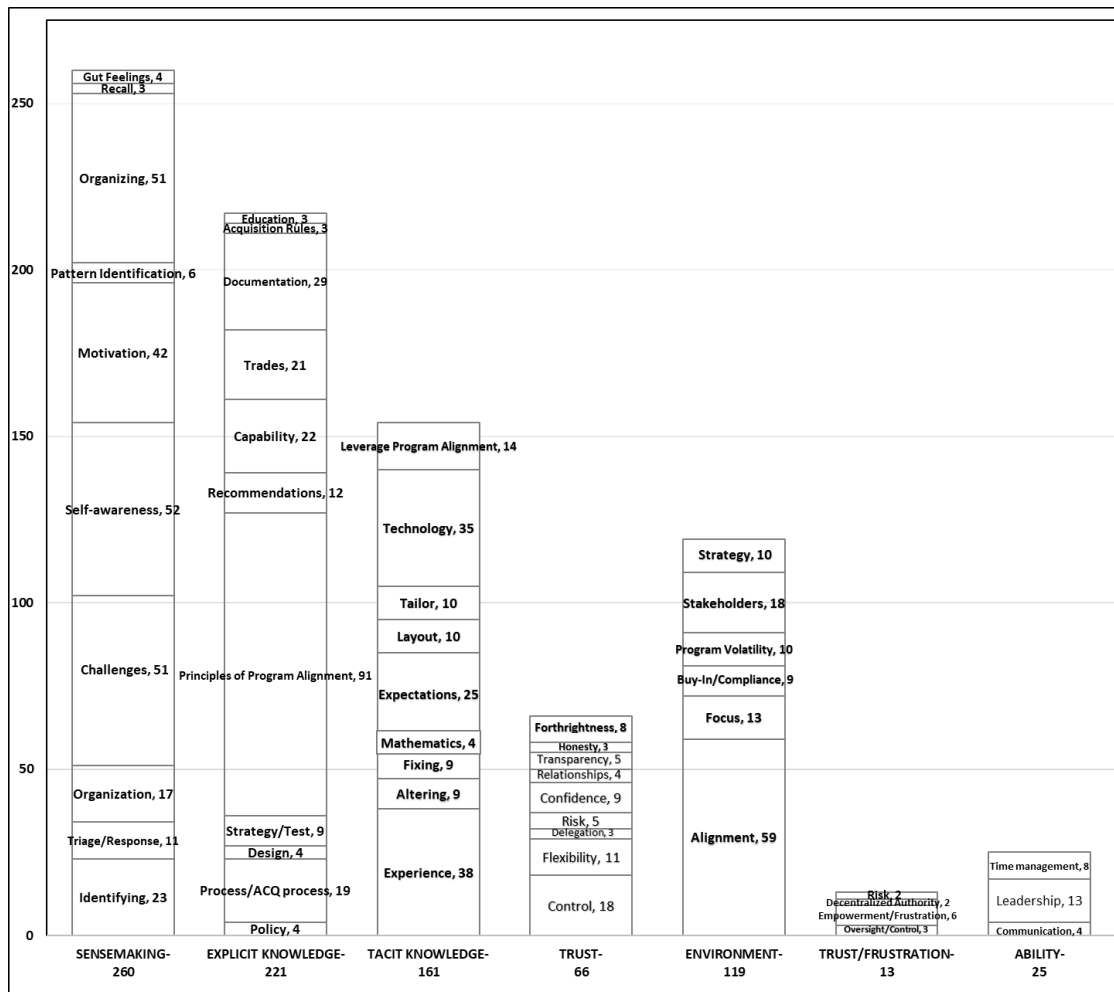 250
200
150
100
50
0
Gut Feelings, 4
Recall, 3
Organizing, 51
Pattern Identification, 6
Motivation, 42
Self-awareness, 52
Challenges, 51
Organization, 17
Triage/Response, 11
Identifying, 23
Education, 3
Acquisition Rules, 3
Documentation, 29
Trades, 21
Capability, 22
Recommendations, 12
Principles of Program Alignment, 91
Strategy/Test, 9
Design, 4
Process/ACQ process, 19
Policy, 4
Leverage Program Alignment, 14
Technology, 35
Tailor, 10
Layout, 10
Expectations, 25
Mathematics, 4
Fixing, 9
Altering, 9
Experience, 38
Forthrightness, 8
Honesty, 3
Transparency, 5
Relationships, 4
Confidence, 9
Risk, 5
Delegation, 3
Flexibility, 11
Control, 18
Strategy, 10
Stakeholders, 18
Program Volatility, 10
Buy-In/Compliance, 9
Focus, 13
Alignment, 59
Risk, 2
Decentralized Authority, 2
Empowerment/Frustration, 6
Oversight/Control, 3
Time management, 8
Leadership, 13
Communication, 4
SENSEMAKING-
260
EXPLICIT KNOWLEDGE-
221
TACIT KNOWLEDGE-
161
TRUST-
66
ENVIRONMENT-
119
TRUST/FRUSTRATION-
13
ABILITY-
25